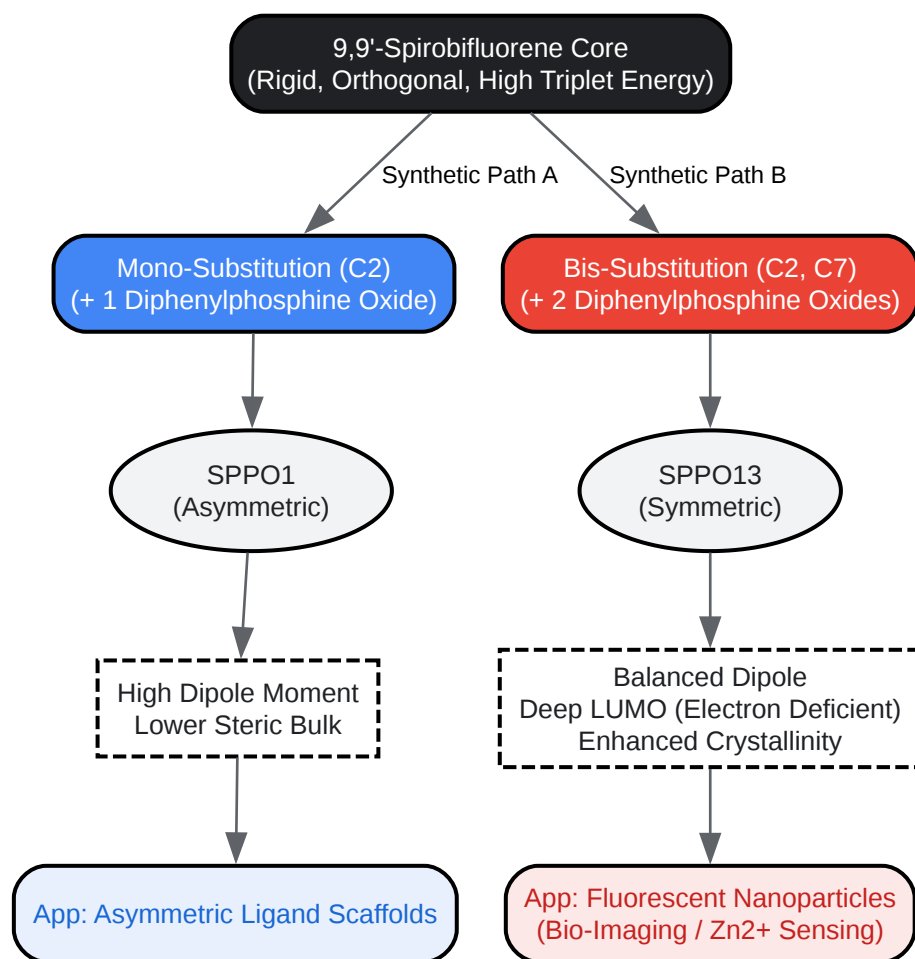 9,9'-Spirobifluorene Core
(Rigid, Orthogonal, High Triplet Energy)
Synthetic Path A
Synthetic Path B
Mono-Substitution (C2)
(+ 1 Diphenylphosphine Oxide)
Bis-Substitution (C2, C7)
(+ 2 Diphenylphosphine Oxides)
SPPO1
(Asymmetric)
SPPO13
(Symmetric)
High Dipole Moment
Lower Steric Bulk
Balanced Dipole
Deep LUMO (Electron Deficient)
Enhanced Crystallinity
App: Asymmetric Ligand Scaffolds
App: Fluorescent Nanoparticles
(Bio-Imaging / Zn2+ Sensing)